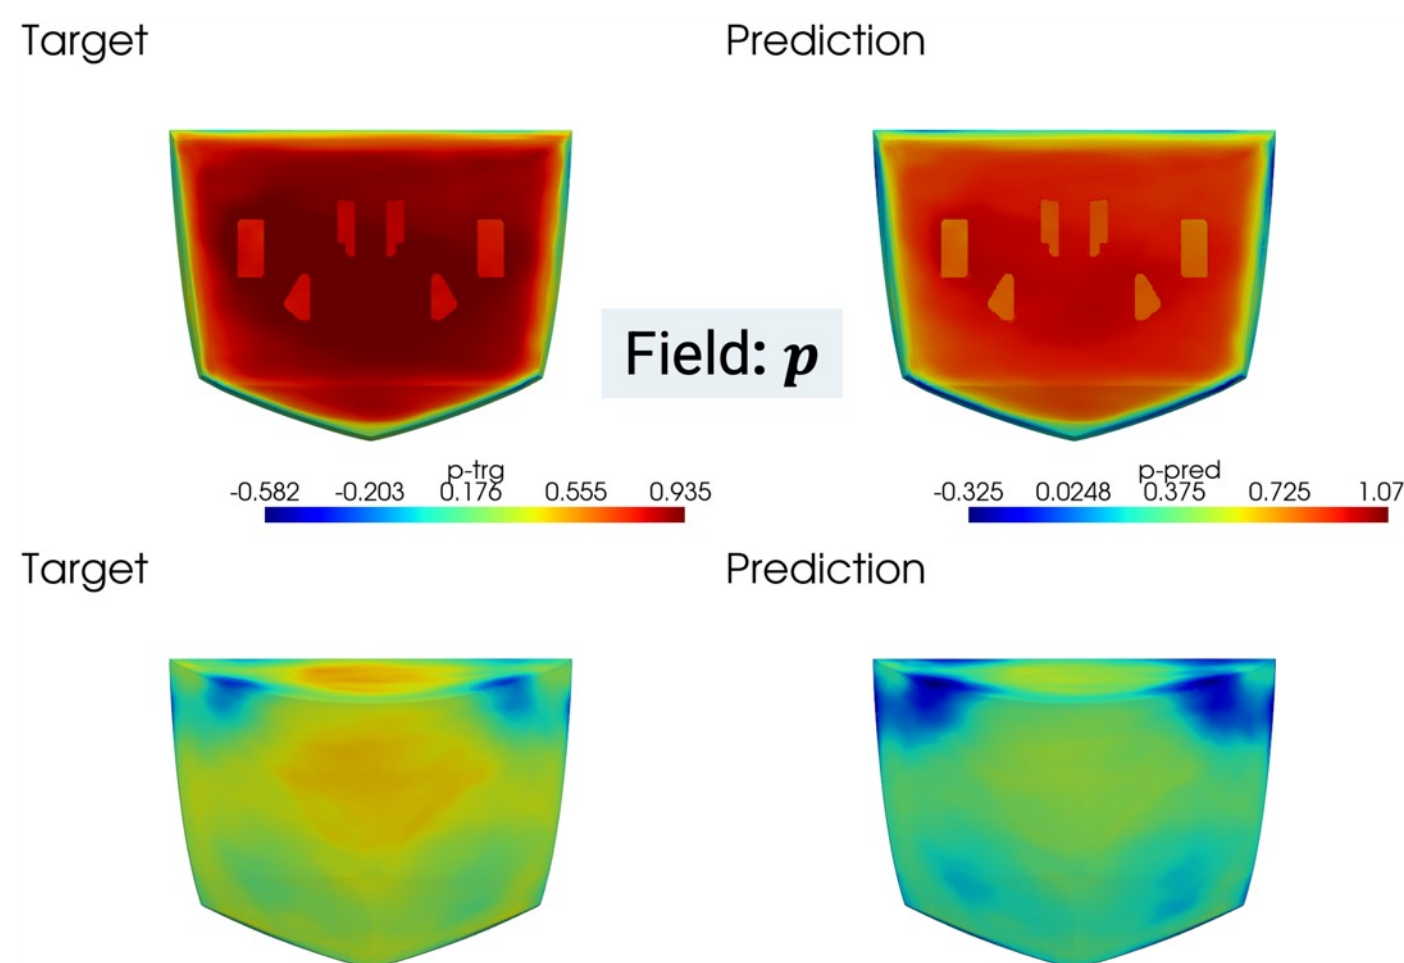 Target
Prediction
Field: p
p-trg
-0.582 -0.203 0.176 0.555 0.935
p-pred
-0.325 0.0248 0.375 0.725 1.07
Target
Prediction